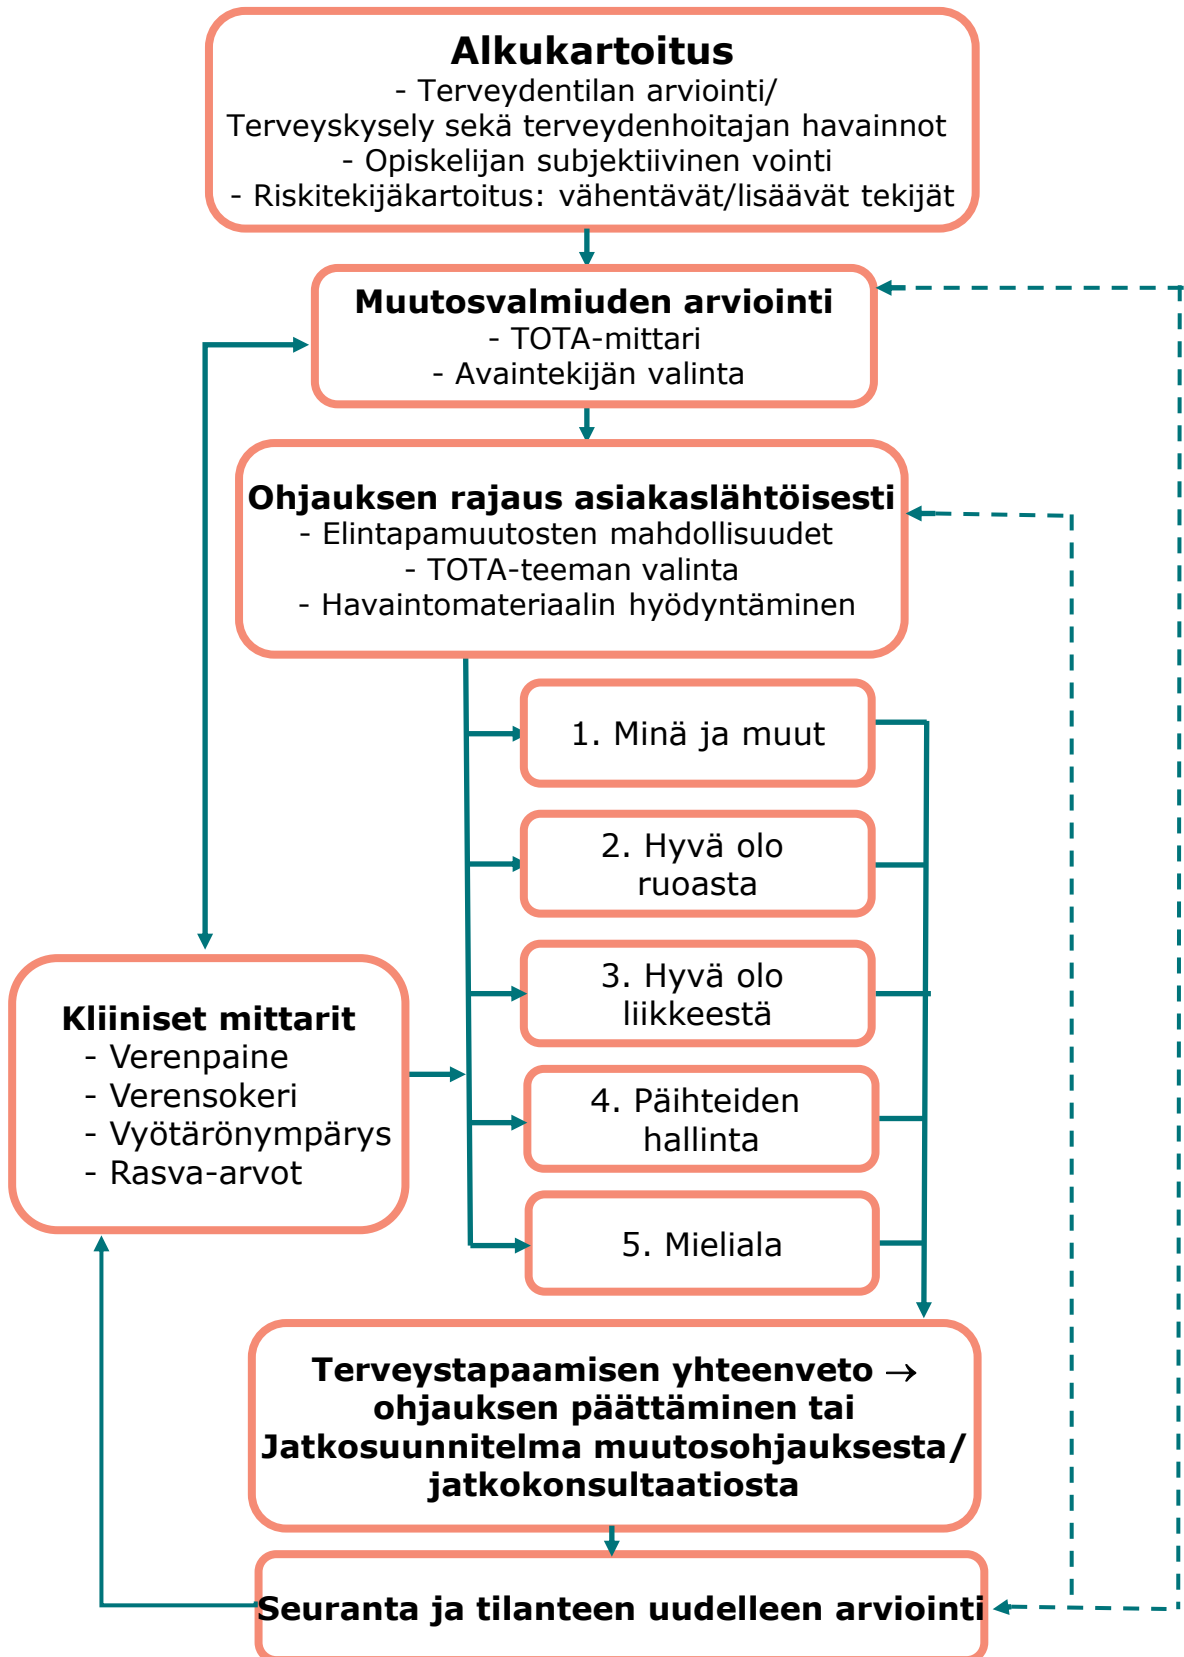 Alkukartoitus
- Terveydentilan arviointi/
Terveyskysely sekä terveydenhoitajan havainnot
- Opiskelijan subjektiivinen vointi
- Riskitekijäkartoitus: vähentävät/lisäävät tekijät
Muutosvalmiuden arviointi
- TOTA-mittari
- Avaintekijän valinta
Ohjauksen rajaus asiakaslähtöisesti
- Elintapamuutosten mahdollisuudet
- TOTA-teeman valinta
- Havaintomateriaalin hyödyntäminen
1. Minä ja muut
2. Hyvä olo
ruoasta
3. Hyvä olo
liikkeestä
4. Päihteiden
hallinta
5. Mieliala
Kliiniset mittarit
- Verenpaine
- Verensokeri
- Vyötärönympärys
- Rasva-arvot
Terveystapaamisen yhteenveto →
ohjauksen päättäminen tai
Jatkosuunnitelma muutosohjauksesta/
jatkokonsultaatiosta
Seuranta ja tilanteen uudelleen arviointi